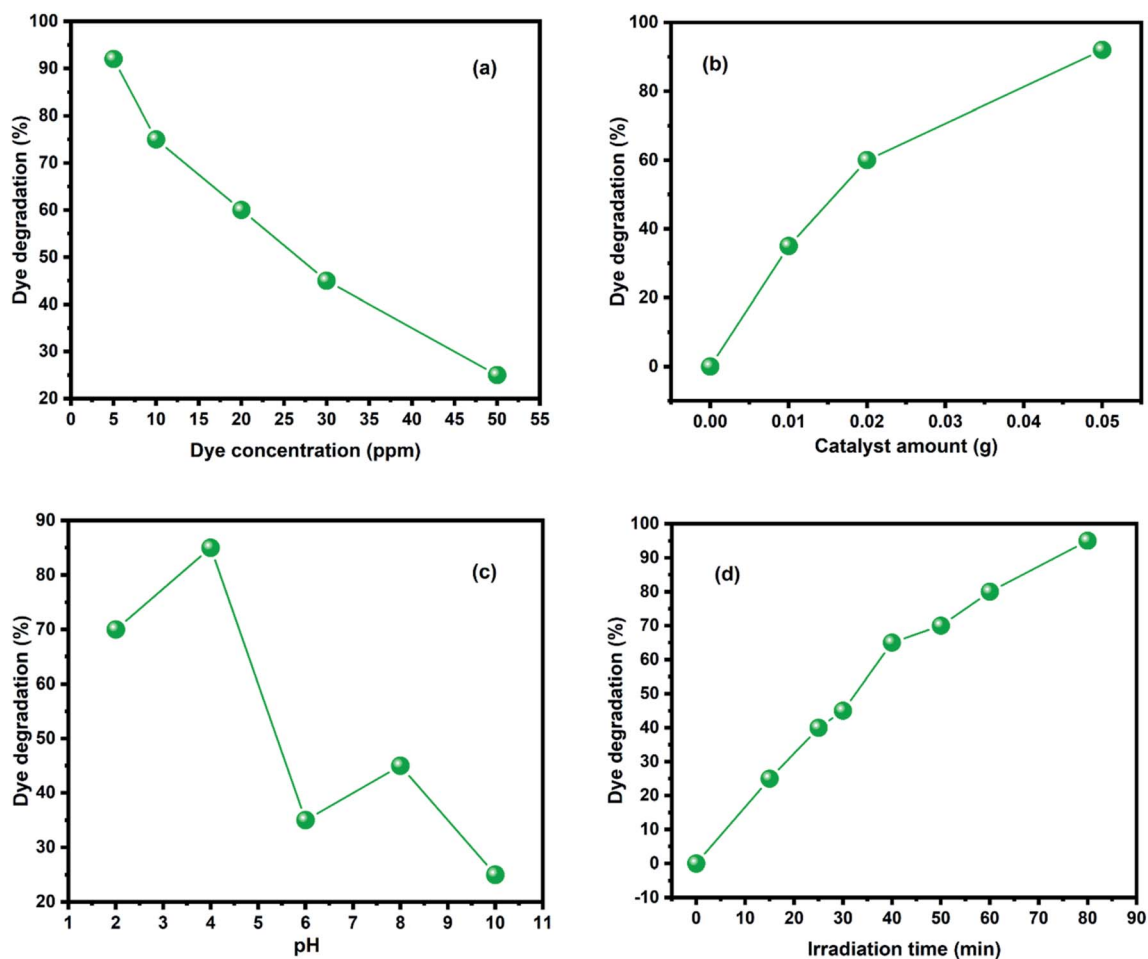 100
90
80
70
60
50
40
30
20
0 5 10 15 20 25 30 35 40 45 50 55
Dye degradation (%)
Dye concentration (ppm)
(a)
100
80
60
40
20
0
0.00 0.01 0.02 0.03 0.04 0.05
Dye degradation (%)
Catalyst amount (g)
(b)
90
80
70
60
50
40
30
20
1 2 3 4 5 6 7 8 9 10 11
Dye degradation (%)
pH
(c)
100
90
80
70
60
50
40
30
20
10
0
-10
0 10 20 30 40 50 60 70 80 90
Dye degradation (%)
Irradiation time (min)
(d)